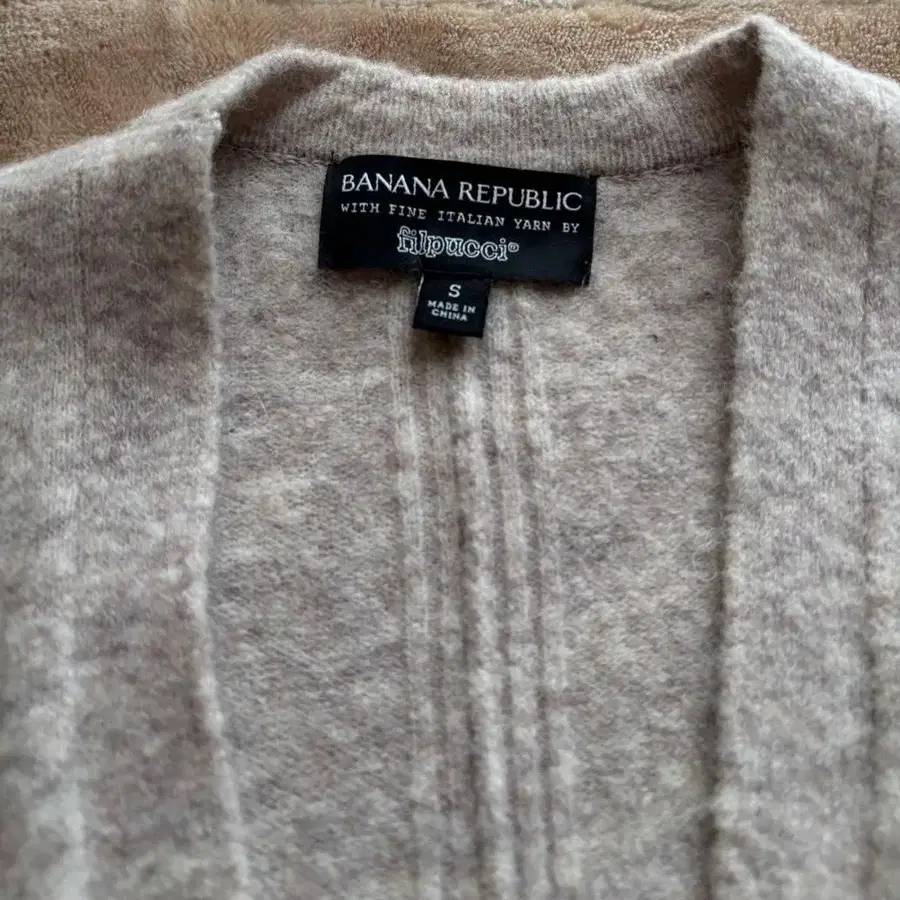 BANANA REPUBLIC
WITH FINE ITALIAN YARN BY
filpucci®
S
MADE IN
CHINA